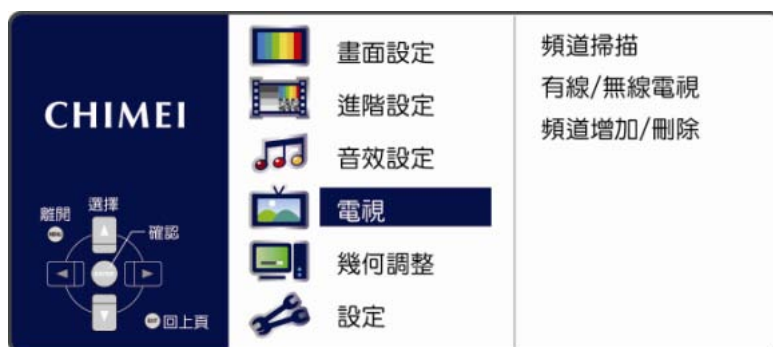 CHIMEI
離開
選擇
確認
MENU
ENTER
回上頁
畫面設定
進階設定
音效設定
電視
幾何調整
設定
頻道掃描
有線/無線電視
頻道增加/刪除